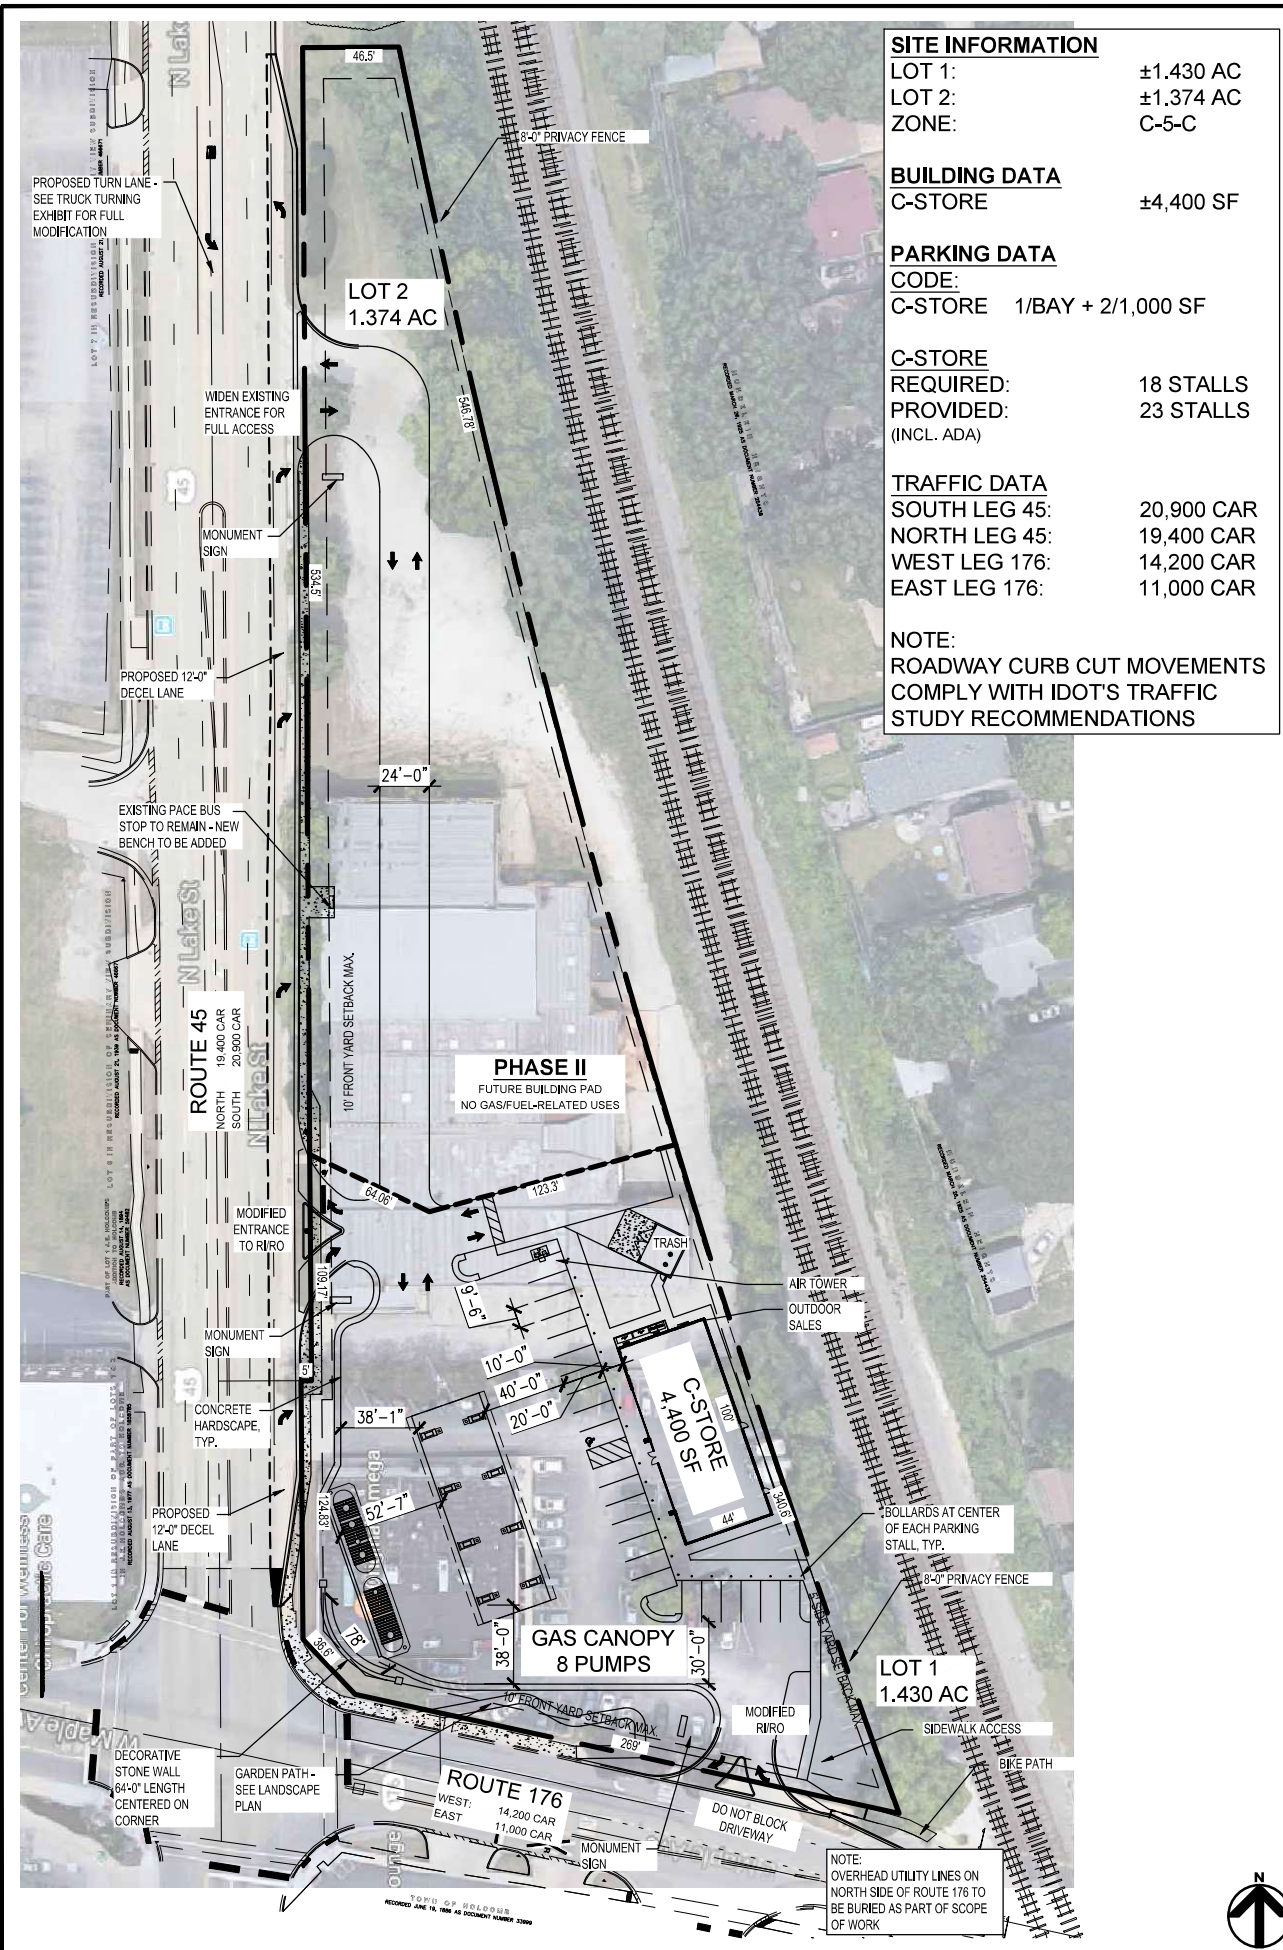 SITE INFORMATION
LOT 1: ±1.430 AC
LOT 2: ±1.374 AC
ZONE: C-5-C
BUILDING DATA
C-STORE ±4,400 SF
PARKING DATA
CODE:
C-STORE 1/BAY + 2/1,000 SF
C-STORE
REQUIRED: 18 STALLS
PROVIDED: 23 STALLS
(INCL. ADA)
TRAFFIC DATA
SOUTH LEG 45: 20,900 CAR
NORTH LEG 45: 19,400 CAR
WEST LEG 176: 14,200 CAR
EAST LEG 176: 11,000 CAR
NOTE:
ROADWAY CURB CUT MOVEMENTS
COMPLY WITH IDOT'S TRAFFIC
STUDY RECOMMENDATIONS
N Lak
46.5'
8'-0" PRIVACY FENCE
PROPOSED TURN LANE -
SEE TRUCK TURNING
EXHIBIT FOR FULL
MODIFICATION
LOT 2
1.374 AC
WIDEN EXISTING
ENTRANCE FOR
FULL ACCESS
546.78'
45
MONUMENT
SIGN
534.5'
PROPOSED 12'-0"
DECEL LANE
24'-0"
EXISTING PACE BUS
STOP TO REMAIN - NEW
BENCH TO BE ADDED
N Lake St
10' FRONT YARD SETBACK MAX.
ROUTE 45
NORTH 19,400 CAR
SOUTH 20,900 CAR
N Lake St
PHASE II
FUTURE BUILDING PAD
NO GAS/FUEL-RELATED USES
64.06'
123.3'
MODIFIED
ENTRANCE
TO RI/RO
TRASH
109.17'
9'-6"
AIR TOWER
OUTDOOR
SALES
MONUMENT
SIGN
5'
45
10'-0"
40'-0"
20'-0"
C-STORE
4,400 SF
100'
44'
CONCRETE
HARDSCAPE,
TYP.
38'-1"
52'-7"
124.83'
340.6'
PROPOSED
12'-0" DECEL
LANE
BOLLARDS AT CENTER
OF EACH PARKING
STALL, TYP.
8'-0" PRIVACY FENCE
5' SIDE YARD SETBACK MAX.
36.6'
78'
38'-0"
GAS CANOPY
8 PUMPS
30'-0"
LOT 1
1.430 AC
10' FRONT YARD SETBACK MAX.
269'
MODIFIED
RI/RO
SIDEWALK ACCESS
BIKE PATH
DECORATIVE
STONE WALL
64'-0" LENGTH
CENTERED ON
CORNER
GARDEN PATH -
SEE LANDSCAPE
PLAN
ROUTE 176
WEST: 14,200 CAR
EAST 11,000 CAR
DO NOT BLOCK
DRIVEWAY
MONUMENT
SIGN
NOTE:
OVERHEAD UTILITY LINES ON
NORTH SIDE OF ROUTE 176 TO
BE BURIED AS PART OF SCOPE
OF WORK
TOWN OF HOLCOMB
N